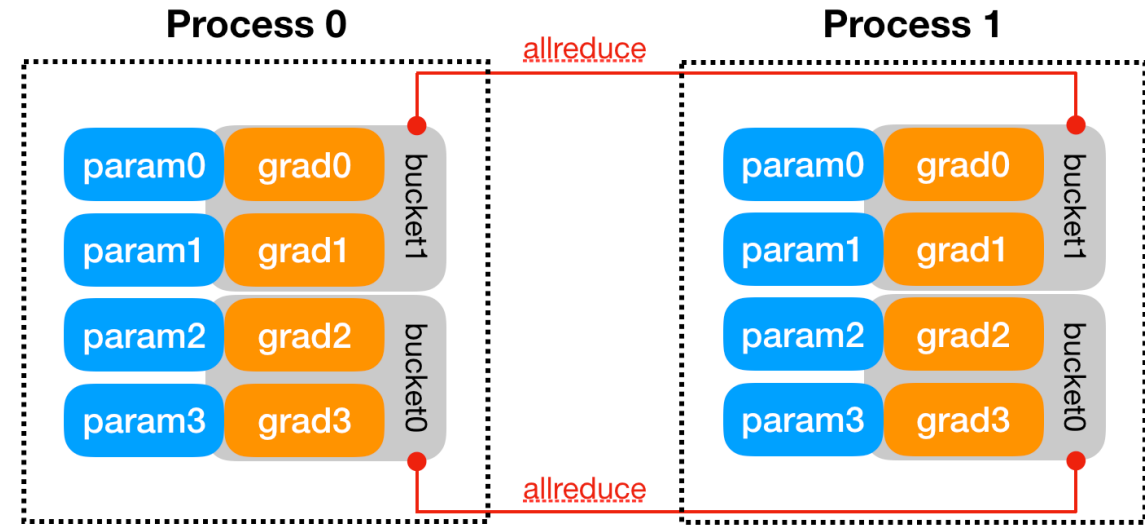 Process 0
Process 1
allreduce
param0 grad0
param1 grad1
bucket1
param2 grad2
param3 grad3
bucket0
param0 grad0
param1 grad1
bucket1
param2 grad2
param3 grad3
bucket0
allreduce